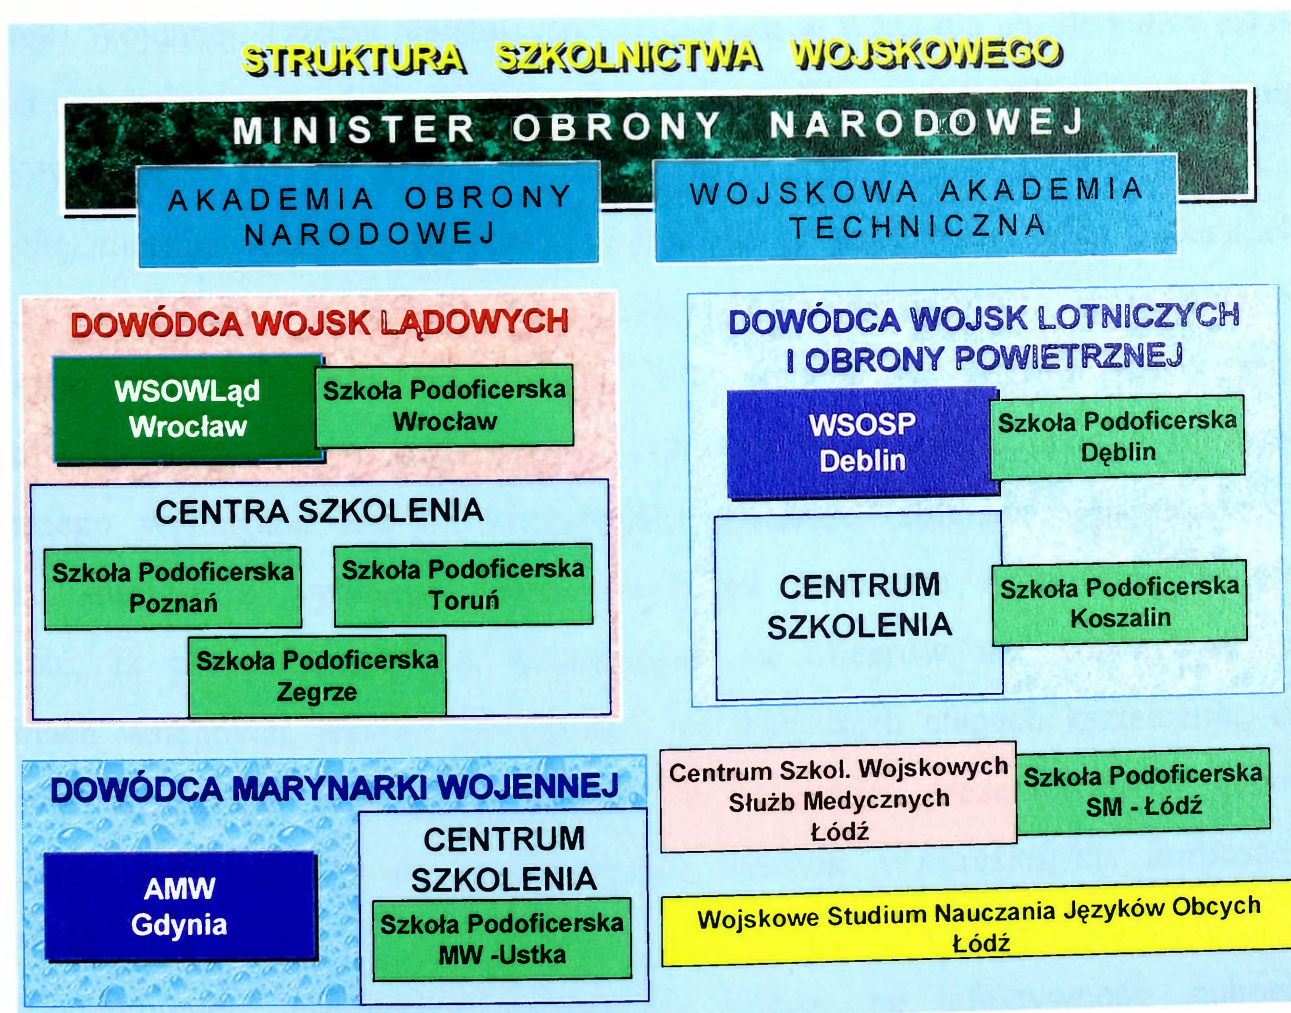 STRUKTURA SZKOLNICTWA WOJSKOWEGO
MINISTER OBRONY NARODOWEJ
AKADEMIA OBRONY
NARODOWEJ
WOJSKOWA AKADEMIA
TECHNICZNA
DOWÓDCA WOJSK LĄDOWYCH
WSOWLąd
Wrocław
Szkoła Podoficerska
Wrocław
CENTRA SZKOLENIA
Szkoła Podoficerska
Poznań
Szkoła Podoficerska
Toruń
Szkoła Podoficerska
Zegrze
DOWÓDCA WOJSK LOTNICZYCH
I OBRONY POWIETRZNEJ
WSOSP
Deblin
Szkoła Podoficerska
Dęblin
CENTRUM
SZKOLENIA
Szkoła Podoficerska
Koszalin
DOWÓDCA MARYNARKI WOJENNEJ
AMW
Gdynia
CENTRUM
SZKOLENIA
Szkoła Podoficerska
MW -Ustka
Centrum Szkol. Wojskowych
Służb Medycznych
Łódź
Szkoła Podoficerska
SM - Łódź
Wojskowe Studium Nauczania Języków Obcych
Łódź